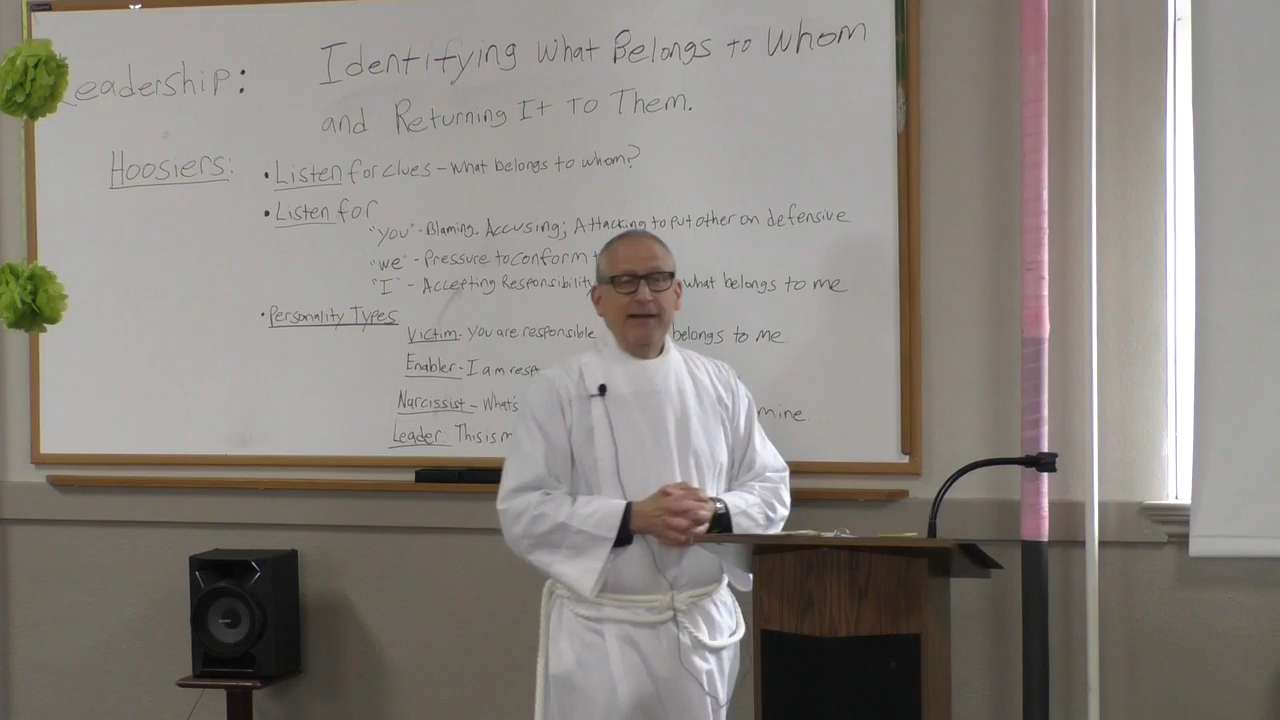 Leadership: Identifying What Belongs to Whom
and Returning It To Them.
Hoosiers: • Listen for clues - What belongs to whom?
• Listen for
"you" - Blaming Accusing; Attacking to put other on defensive
"we" - Pressure to conform
"I" - Accepting Responsibility what belongs to me
• Personality Types
Victim - You are responsible belongs to me
Enabler - I am
Narcissist - What's mine.
Leader: This is
SONY